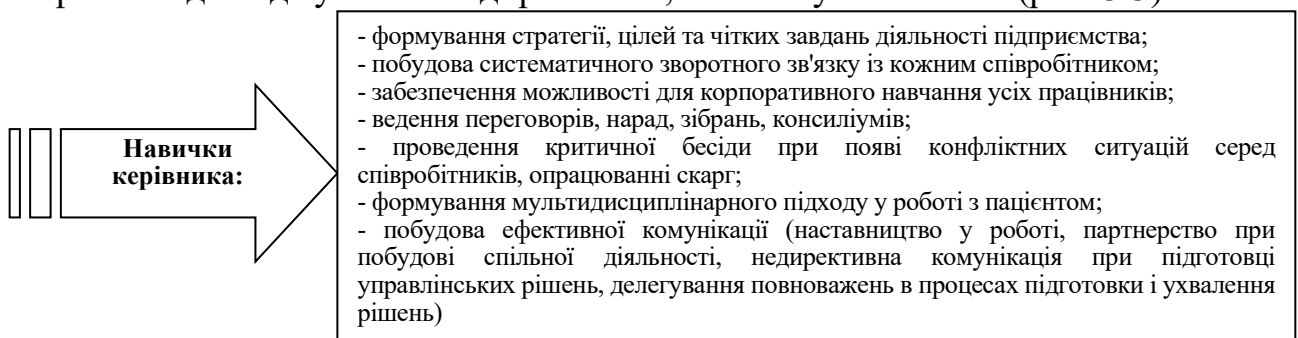 - формування стратегії, цілей та чітких завдань діяльності підприємства;
- побудова систематичного зворотного зв'язку із кожним співробітником;
- забезпечення можливості для корпоративного навчання усіх працівників;
- ведення переговорів, нарад, зібрань, консиліумів;
- проведення критичної бесіди при появі конфліктних ситуацій серед
співробітників, опрацюванні скарг;
- формування мультидисциплінарного підходу у роботі з пацієнтом;
- побудова ефективної комунікації (наставництво у роботі, партнерство при
побудові спільної діяльності, недирективна комунікація при підготовці
управлінських рішень, делегування повноважень в процесах підготовки і ухвалення
рішень)
Навички
керівника: